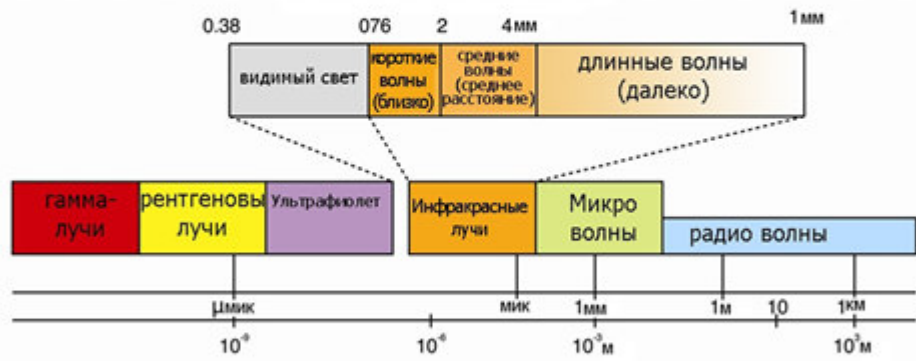 0.38 076 2 4мм 1мм
видимый свет
короткие
волны
(близко)
средние
волны
(среднее
расстояние)
длинные волны
(далеко)
гамма-
лучи
рентгеновы
лучи
Ультрафиолет
Инфракрасные
лучи
Микро
волны
радио волны
µмик мик 1мм 1м 10 1км
10⁻⁹ 10⁻⁶ 10⁻³м 10³м